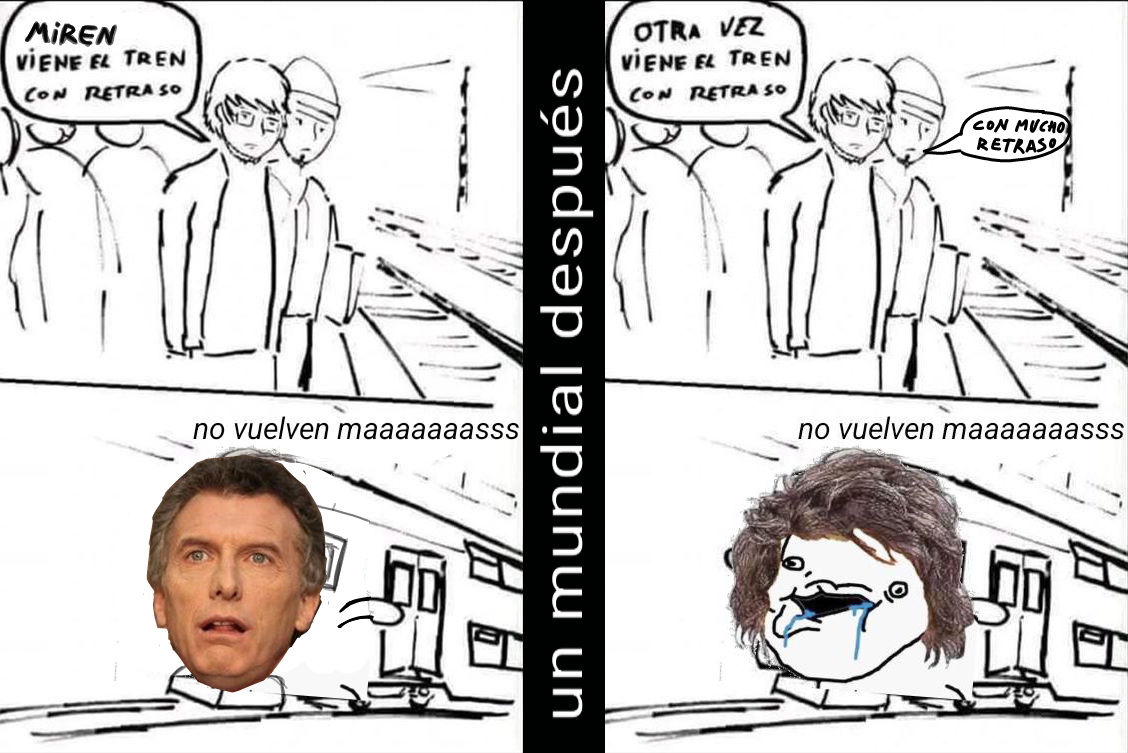 MiREN
ViENE EL TREN
CON RETRASO
no vuelven maaaaaaasss
un mundial después
OTRA VEZ
ViENE EL TREN
CON RETRASO
CON MUCHO
RETRASO
no vuelven maaaaaaasss